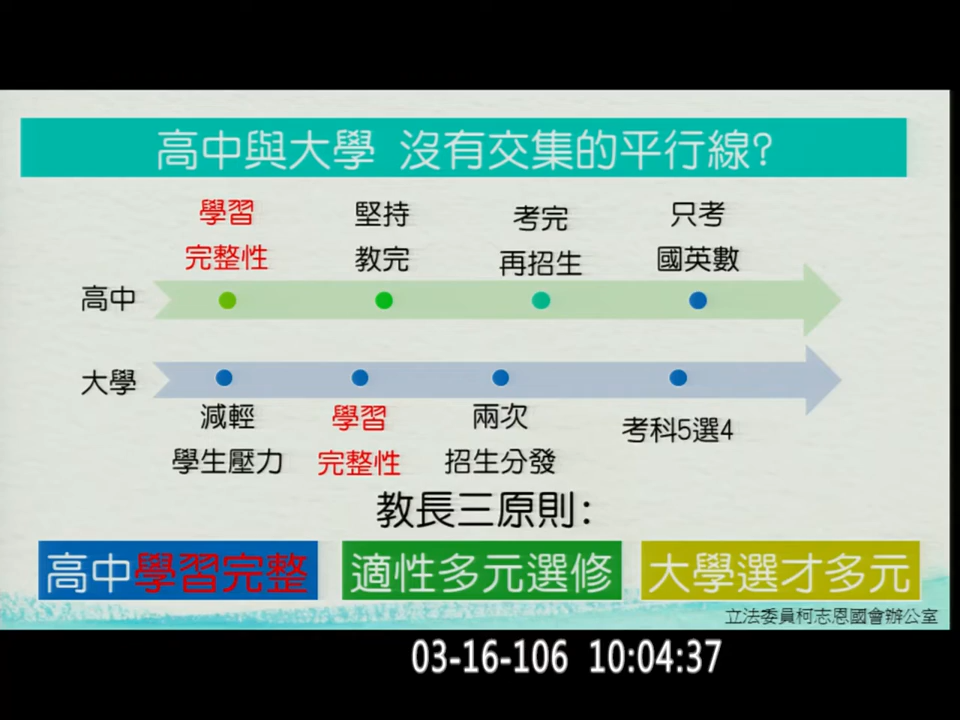 高中與大學 沒有交集的平行線?
學習 堅持 考完 只考
完整性 教完 再招生 國英數
高中
大學
減輕 學習 兩次 考科5選4
學生壓力 完整性 招生分發
教長三原則:
高中學習完整 適性多元選修 大學選才多元
立法委員柯志恩國會辦公室
03-16-106 10:04:37